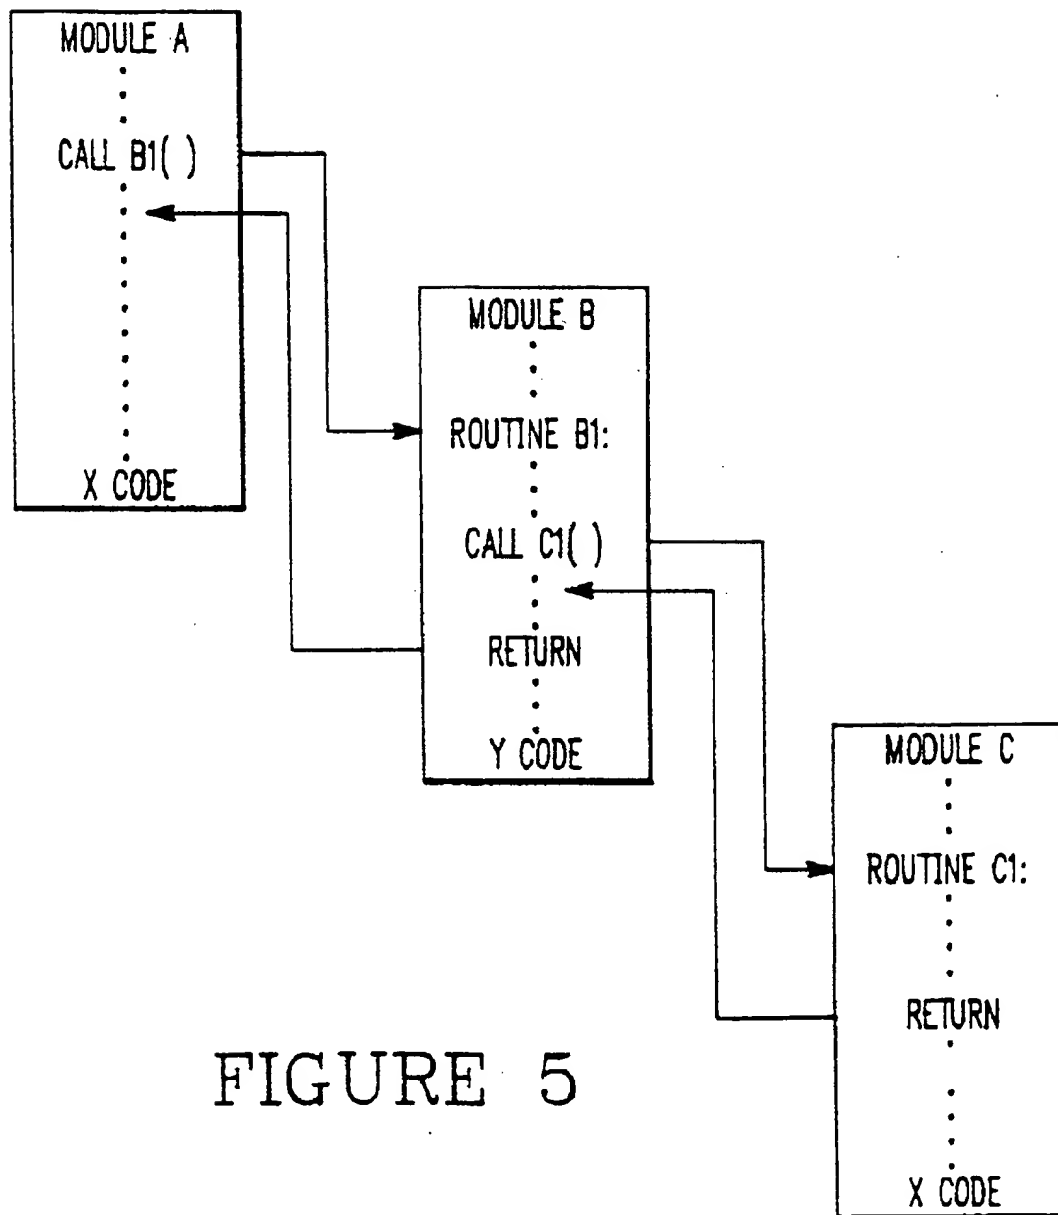 MODULE A
CALL B1( )
X CODE
MODULE B
ROUTINE B1:
CALL C1( )
RETURN
Y CODE
MODULE C
ROUTINE C1:
RETURN
X CODE
FIGURE 5